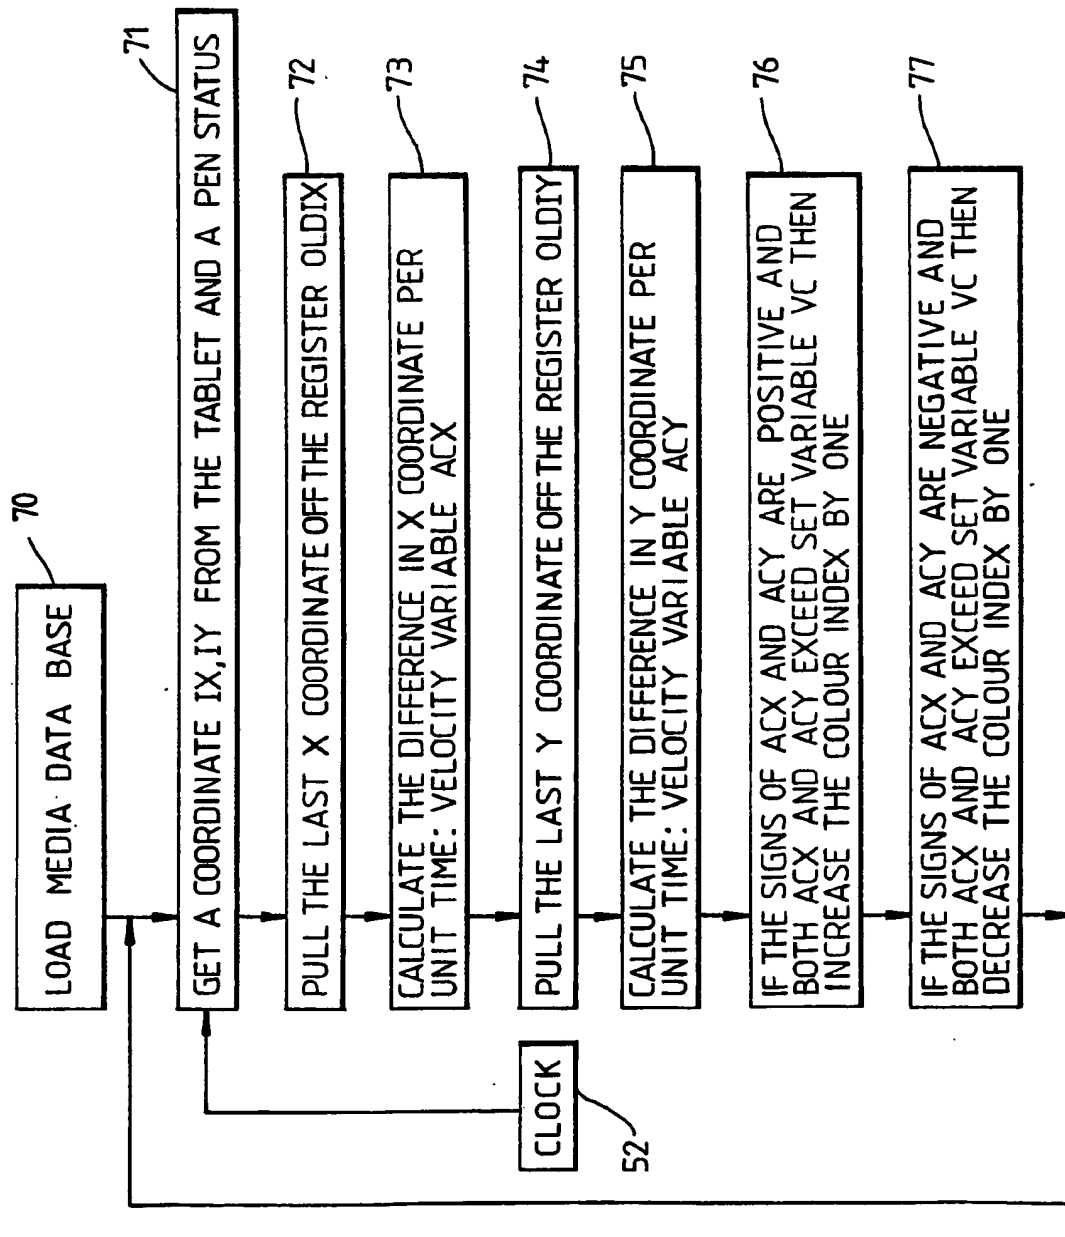 70
LOAD MEDIA DATA BASE
71
GET A COORDINATE IX,IY FROM THE TABLET AND A PEN STATUS
72
PULL THE LAST X COORDINATE OFF THE REGISTER OLDIX
73
CALCULATE THE DIFFERENCE IN X COORDINATE PER
UNIT TIME: VELOCITY VARIABLE ACX
74
PULL THE LAST Y COORDINATE OFF THE REGISTER OLDIY
CLOCK
52
75
CALCULATE THE DIFFERENCE IN Y COORDINATE PER
UNIT TIME: VELOCITY VARIABLE ACY
76
IF THE SIGNS OF ACX AND ACY ARE POSITIVE AND
BOTH ACX AND ACY EXCEED SET VARIABLE VC THEN
INCREASE THE COLOUR INDEX BY ONE
77
IF THE SIGNS OF ACX AND ACY ARE NEGATIVE AND
BOTH ACX AND ACY EXCEED SET VARIABLE VC THEN
DECREASE THE COLOUR INDEX BY ONE